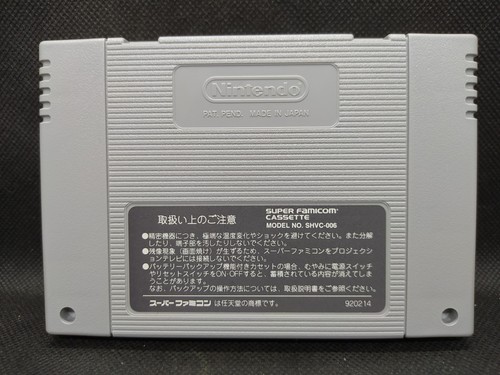 Nintendo
PAT. PEND. MADE IN JAPAN
取扱い上のご注意
SUPER FAMICOM
CASSETTE
MODEL NO. SHVC-006
●精密機器につき、極端な温度変化やショックを避けてください。また分解
したり、端子部を汚したりしないでください。
●残像現象（画面焼け）が生ずるため、スーパーファミコンをプロジェクシ
ョンテレビには接続しないでください。
●バッテリーバックアップ機能付きカセットの場合、むやみに電源スイッチ
やリセットスイッチをON・OFFすると、蓄積されている内容が消えてしま
うことがあります。
なお、バックアップの操作方法については、取扱説明書をご参照ください。
スーパーファミコン は任天堂の商標です。
920214